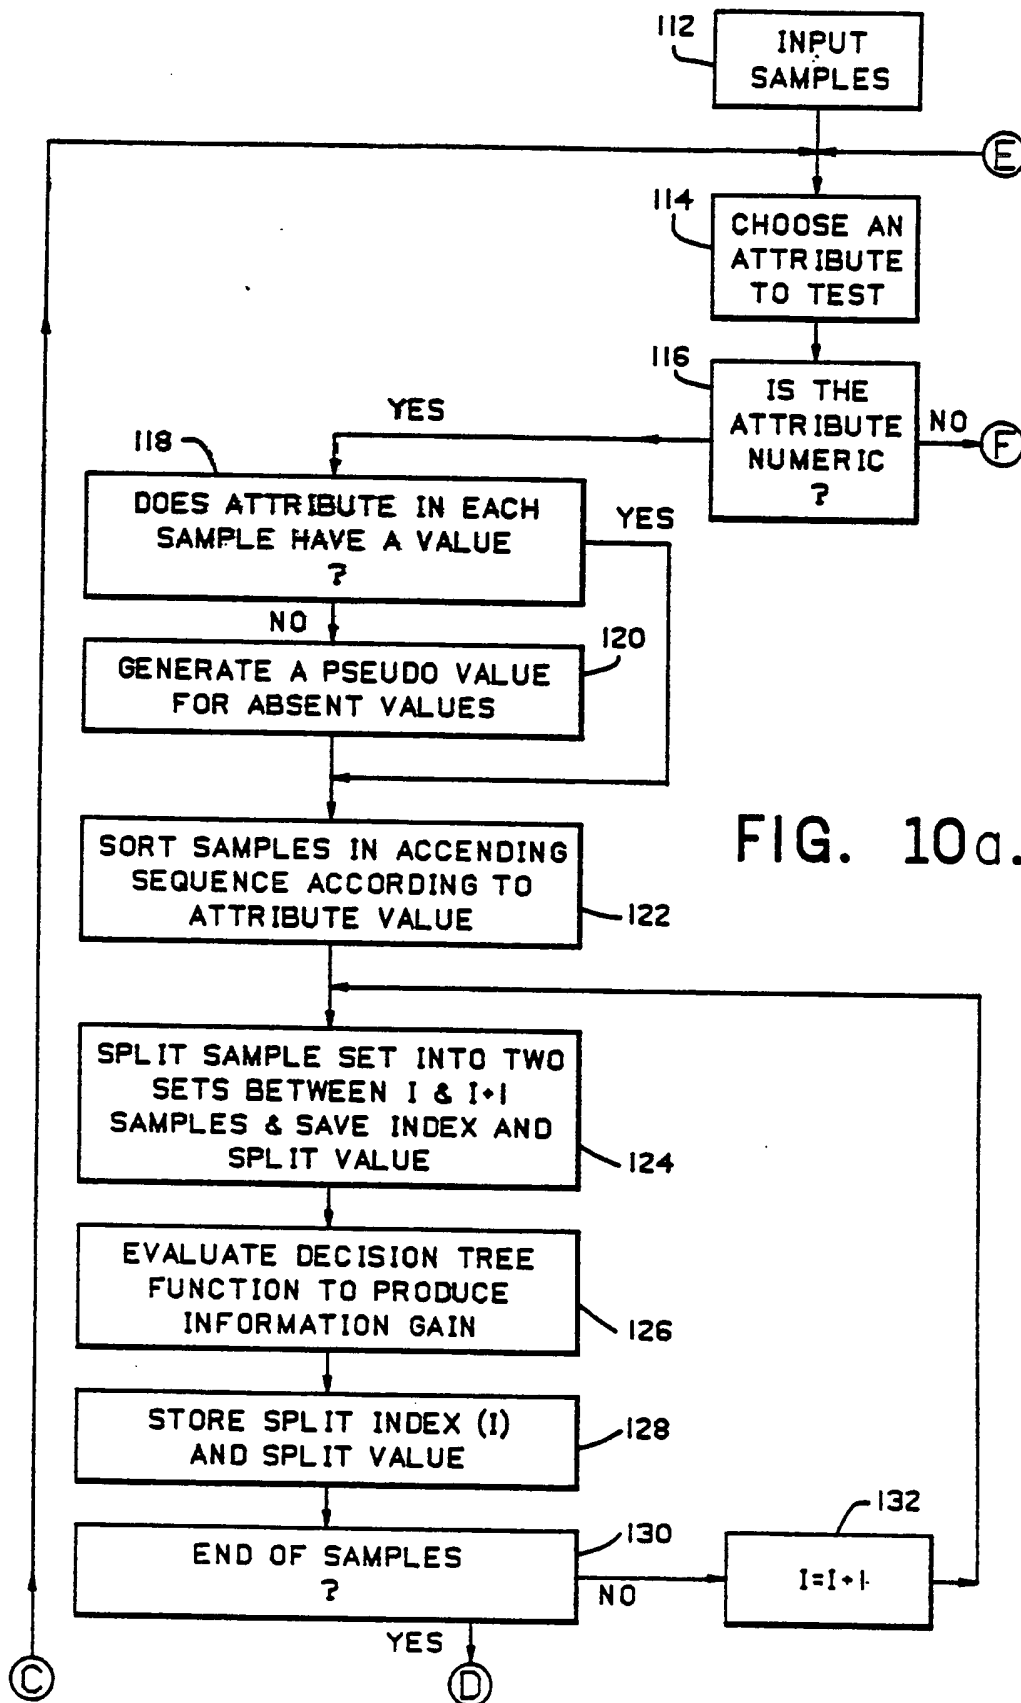 112
INPUT
SAMPLES
E
114
CHOOSE AN
ATTRIBUTE
TO TEST
116
IS THE
ATTRIBUTE
NUMERIC
?
NO
F
YES
118
DOES ATTRIBUTE IN EACH
SAMPLE HAVE A VALUE
?
YES
NO
120
GENERATE A PSEUDO VALUE
FOR ABSENT VALUES
SORT SAMPLES IN ACCENDING
SEQUENCE ACCORDING TO
ATTRIBUTE VALUE
122
FIG. 10a.
SPLIT SAMPLE SET INTO TWO
SETS BETWEEN I & I+1
SAMPLES & SAVE INDEX AND
SPLIT VALUE
124
EVALUATE DECISION TREE
FUNCTION TO PRODUCE
INFORMATION GAIN
126
STORE SPLIT INDEX (I)
AND SPLIT VALUE
128
END OF SAMPLES
?
130
NO
132
I=I+1
YES
C
D